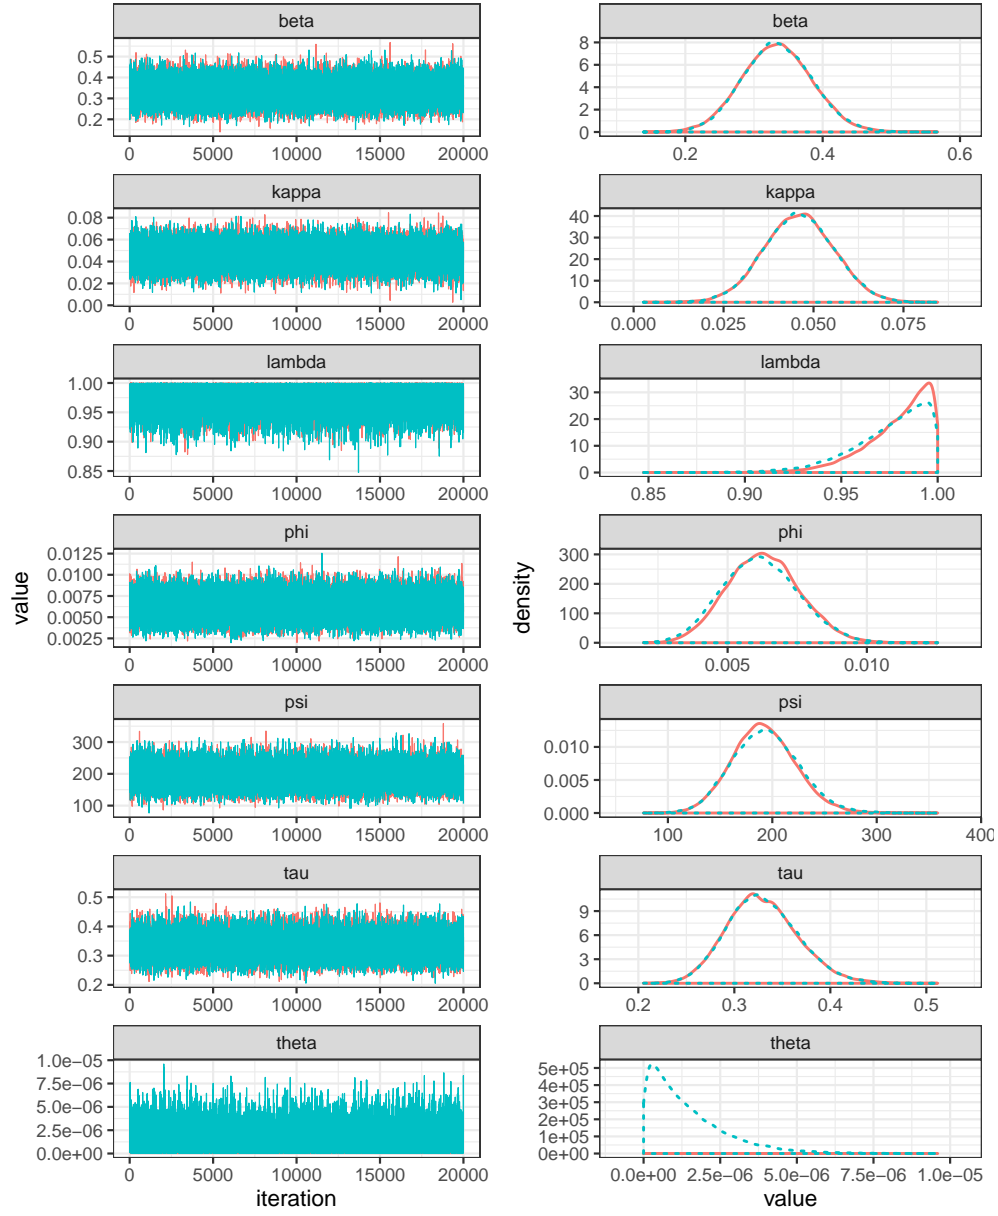 beta
0.5
0.4
0.3
0.2
0 5000 10000 15000 20000
kappa
0.08
0.06
0.04
0.02
0.00
0 5000 10000 15000 20000
lambda
1.00
0.95
0.90
0.85
0 5000 10000 15000 20000
phi
0.0125
0.0100
0.0075
0.0050
0.0025
0 5000 10000 15000 20000
psi
300
200
100
0 5000 10000 15000 20000
tau
0.5
0.4
0.3
0.2
0 5000 10000 15000 20000
theta
1.0e−05
7.5e−06
5.0e−06
2.5e−06
0.0e+00
0 5000 10000 15000 20000
iteration
value
beta
8
6
4
2
0
0.2 0.4 0.6
kappa
40
30
20
10
0
0.000 0.025 0.050 0.075
lambda
30
20
10
0
0.85 0.90 0.95 1.00
phi
300
200
100
0
0.005 0.010
psi
0.010
0.005
0.000
100 200 300 400
tau
9
6
3
0
0.2 0.3 0.4 0.5
theta
5e+05
4e+05
3e+05
2e+05
1e+05
0e+00
0.0e+00 2.5e−06 5.0e−06 7.5e−06 1.0e−05
value
density